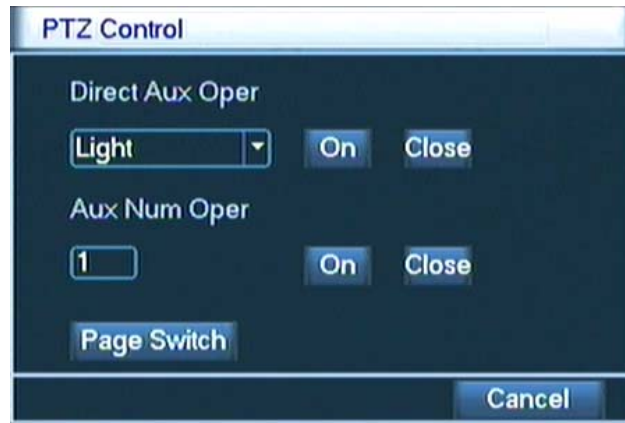 PTZ Control
Direct Aux Oper
Light On Close
Aux Num Oper
1 On Close
Page Switch
Cancel